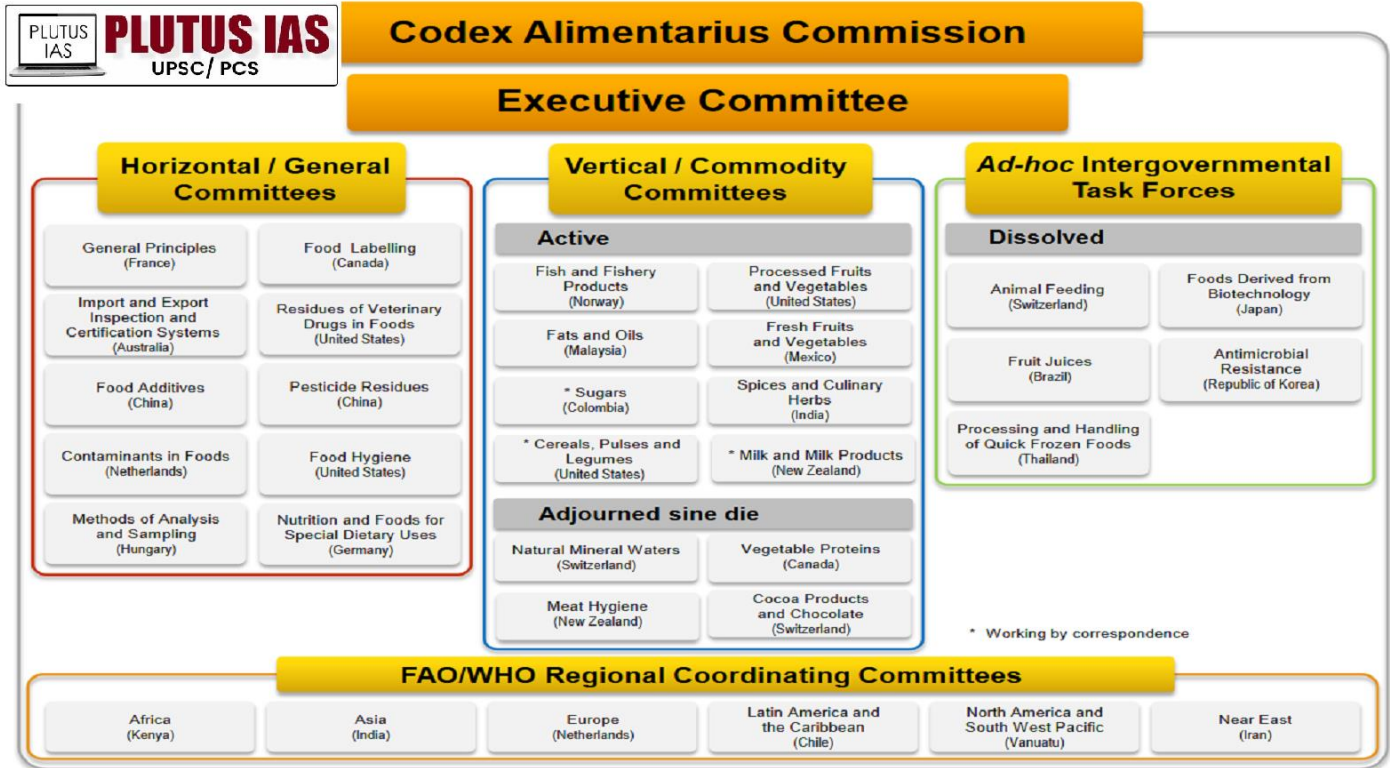 PLUTUS
IAS
PLUTUS IAS
UPSC/ PCS
Codex Alimentarius Commission
Executive Committee
Horizontal / General
Committees
General Principles
(France)
Food Labelling
(Canada)
Import and Export
Inspection and
Certification Systems
(Australia)
Residues of Veterinary
Drugs in Foods
(United States)
Food Additives
(China)
Pesticide Residues
(China)
Contaminants in Foods
(Netherlands)
Food Hygiene
(United States)
Methods of Analysis
and Sampling
(Hungary)
Nutrition and Foods for
Special Dietary Uses
(Germany)
Vertical / Commodity
Committees
Active
Fish and Fishery
Products
(Norway)
Processed Fruits
and Vegetables
(United States)
Fats and Oils
(Malaysia)
Fresh Fruits
and Vegetables
(Mexico)
* Sugars
(Colombia)
Spices and Culinary
Herbs
(India)
* Cereals, Pulses and
Legumes
(United States)
* Milk and Milk Products
(New Zealand)
Adjourned sine die
Natural Mineral Waters
(Switzerland)
Vegetable Proteins
(Canada)
Meat Hygiene
(New Zealand)
Cocoa Products
and Chocolate
(Switzerland)
Ad-hoc Intergovernmental
Task Forces
Dissolved
Animal Feeding
(Switzerland)
Foods Derived from
Biotechnology
(Japan)
Fruit Juices
(Brazil)
Antimicrobial
Resistance
(Republic of Korea)
Processing and Handling
of Quick Frozen Foods
(Thailand)
* Working by correspondence
FAO/WHO Regional Coordinating Committees
Africa
(Kenya)
Asia
(India)
Europe
(Netherlands)
Latin America and
the Caribbean
(Chile)
North America and
South West Pacific
(Vanuatu)
Near East
(Iran)